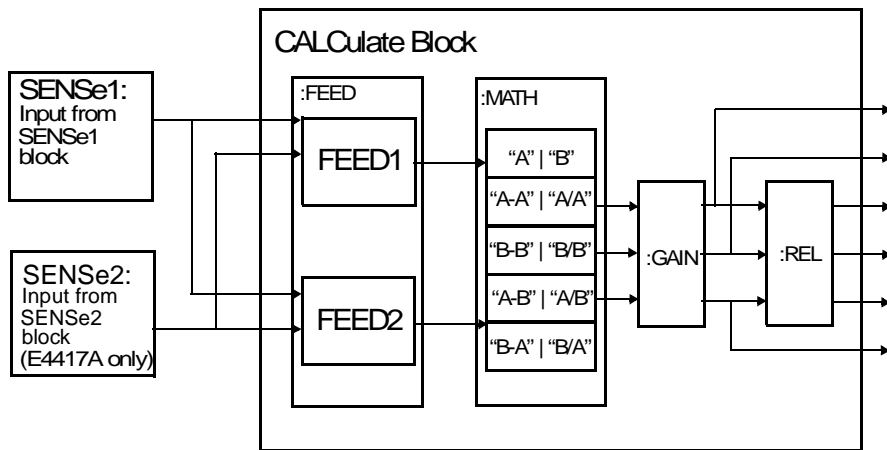 CALCulate Block
SENSe1:
Input from
SENSe1
block
:FEED
FEED1
:MATH
“A” | “B”
“A-A” | “A/A”
“B-B” | “B/B”
“A-B” | “A/B”
“B-A” | “B/A”
:GAIN
:REL
SENSe2:
Input from
SENSe2
block
(E4417A only)
FEED2